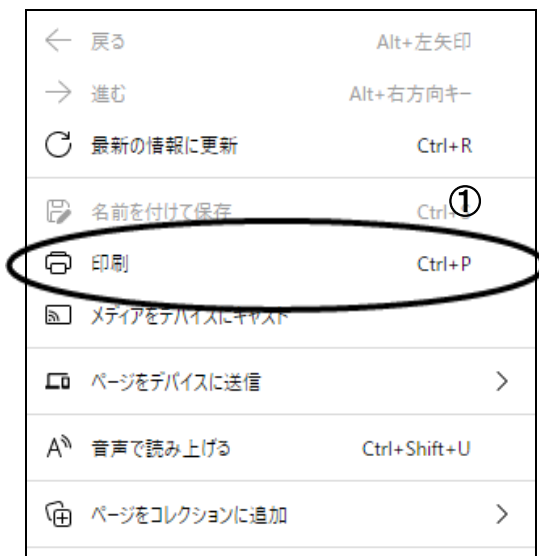 戻る Alt+左矢印
進む Alt+右方向キー
最新の情報に更新 Ctrl+R
①
名前を付けて保存 Ctrl+
印刷 Ctrl+P
メディアをデバイスにキャスト
ページをデバイスに送信
音声で読み上げる Ctrl+Shift+U
ページをコレクションに追加